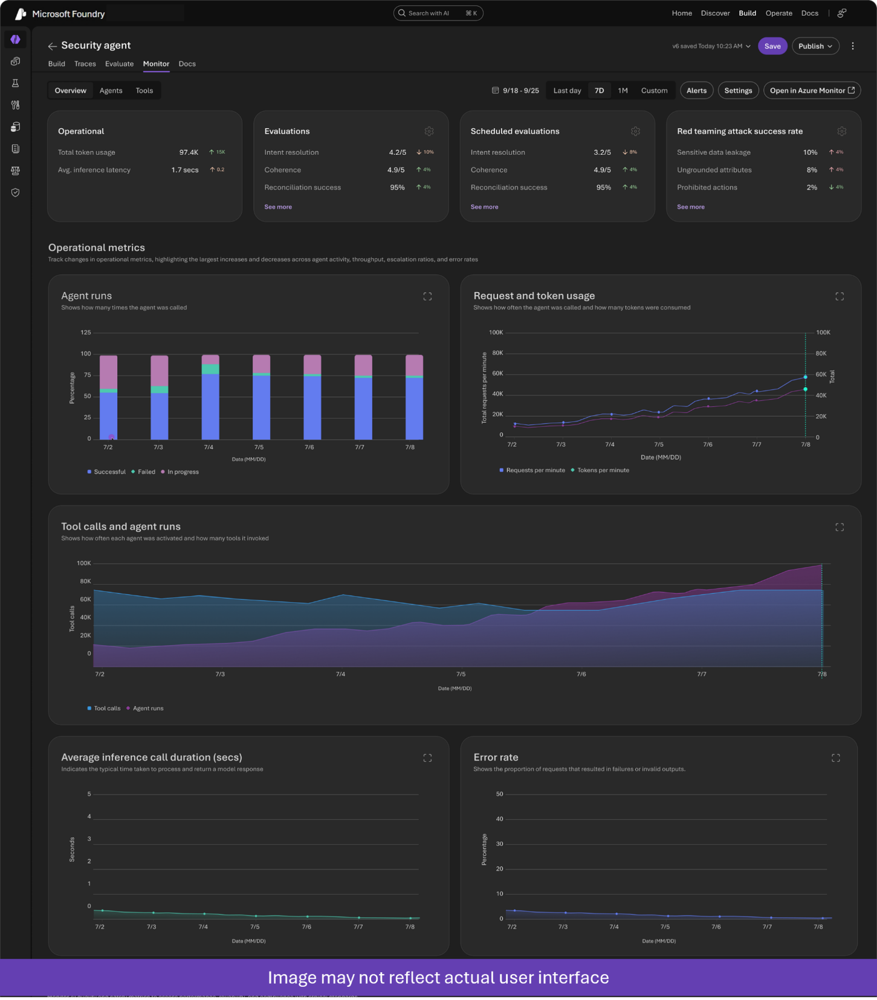 Microsoft Foundry
Search with AI ⌘ K
Home Discover Build Operate Docs
Security agent
v6 saved Today 10:23 AM Save Publish
Build Traces Evaluate Monitor Docs
Overview Agents Tools
9/18 - 9/25 Last day 7D 1M Custom Alerts Settings Open in Azure Monitor
Operational
Total token usage 97.4K ↑ 15K
Avg. inference latency 1.7 secs ↑ 0.2
Evaluations
Intent resolution 4.2/5 ↓ 10%
Coherence 4.9/5 ↑ 4%
Reconciliation success 95% ↑ 4%
See more
Scheduled evaluations
Intent resolution 3.2/5 ↓ 8%
Coherence 4.9/5 ↑ 4%
Reconciliation success 95% ↑ 4%
See more
Red teaming attack success rate
Sensitive data leakage 10% ↑ 4%
Ungrounded attributes 8% ↑ 4%
Prohibited actions 2% ↓ 4%
See more
Operational metrics
Track changes in operational metrics, highlighting the largest increases and decreases across agent activity, throughput, escalation ratios, and error rates
Agent runs
Shows how many times the agent was called
125
100
75
50
25
0
Percentage
7/2 7/3 7/4 7/5 7/6 7/7 7/8
Date (MM/DD)
Successful Failed In progress
Request and token usage
Shows how often the agent was called and how many tokens were consumed
100K 100K
80K 80K
60K 60K
40K 40K
20K 20K
0 0
Total requests per minute
Total
7/2 7/3 7/4 7/5 7/6 7/7 7/8
Date (MM/DD)
Requests per minute Tokens per minute
Tool calls and agent runs
Shows how often each agent was activated and how many tools it invoked
100K
80K
60K
40K
20K
0
Tool calls
7/2 7/3 7/4 7/5 7/6 7/7 7/8
Date (MM/DD)
Tool calls Agent runs
Average inference call duration (secs)
Indicates the typical time taken to process and return a model response
5
4
3
2
1
0
Seconds
7/2 7/3 7/4 7/5 7/6 7/7 7/8
Date (MM/DD)
Error rate
Shows the proportion of requests that resulted in failures or invalid outputs.
50
40
30
20
10
0
Percentage
7/2 7/3 7/4 7/5 7/6 7/7 7/8
Date (MM/DD)
Image may not reflect actual user interface